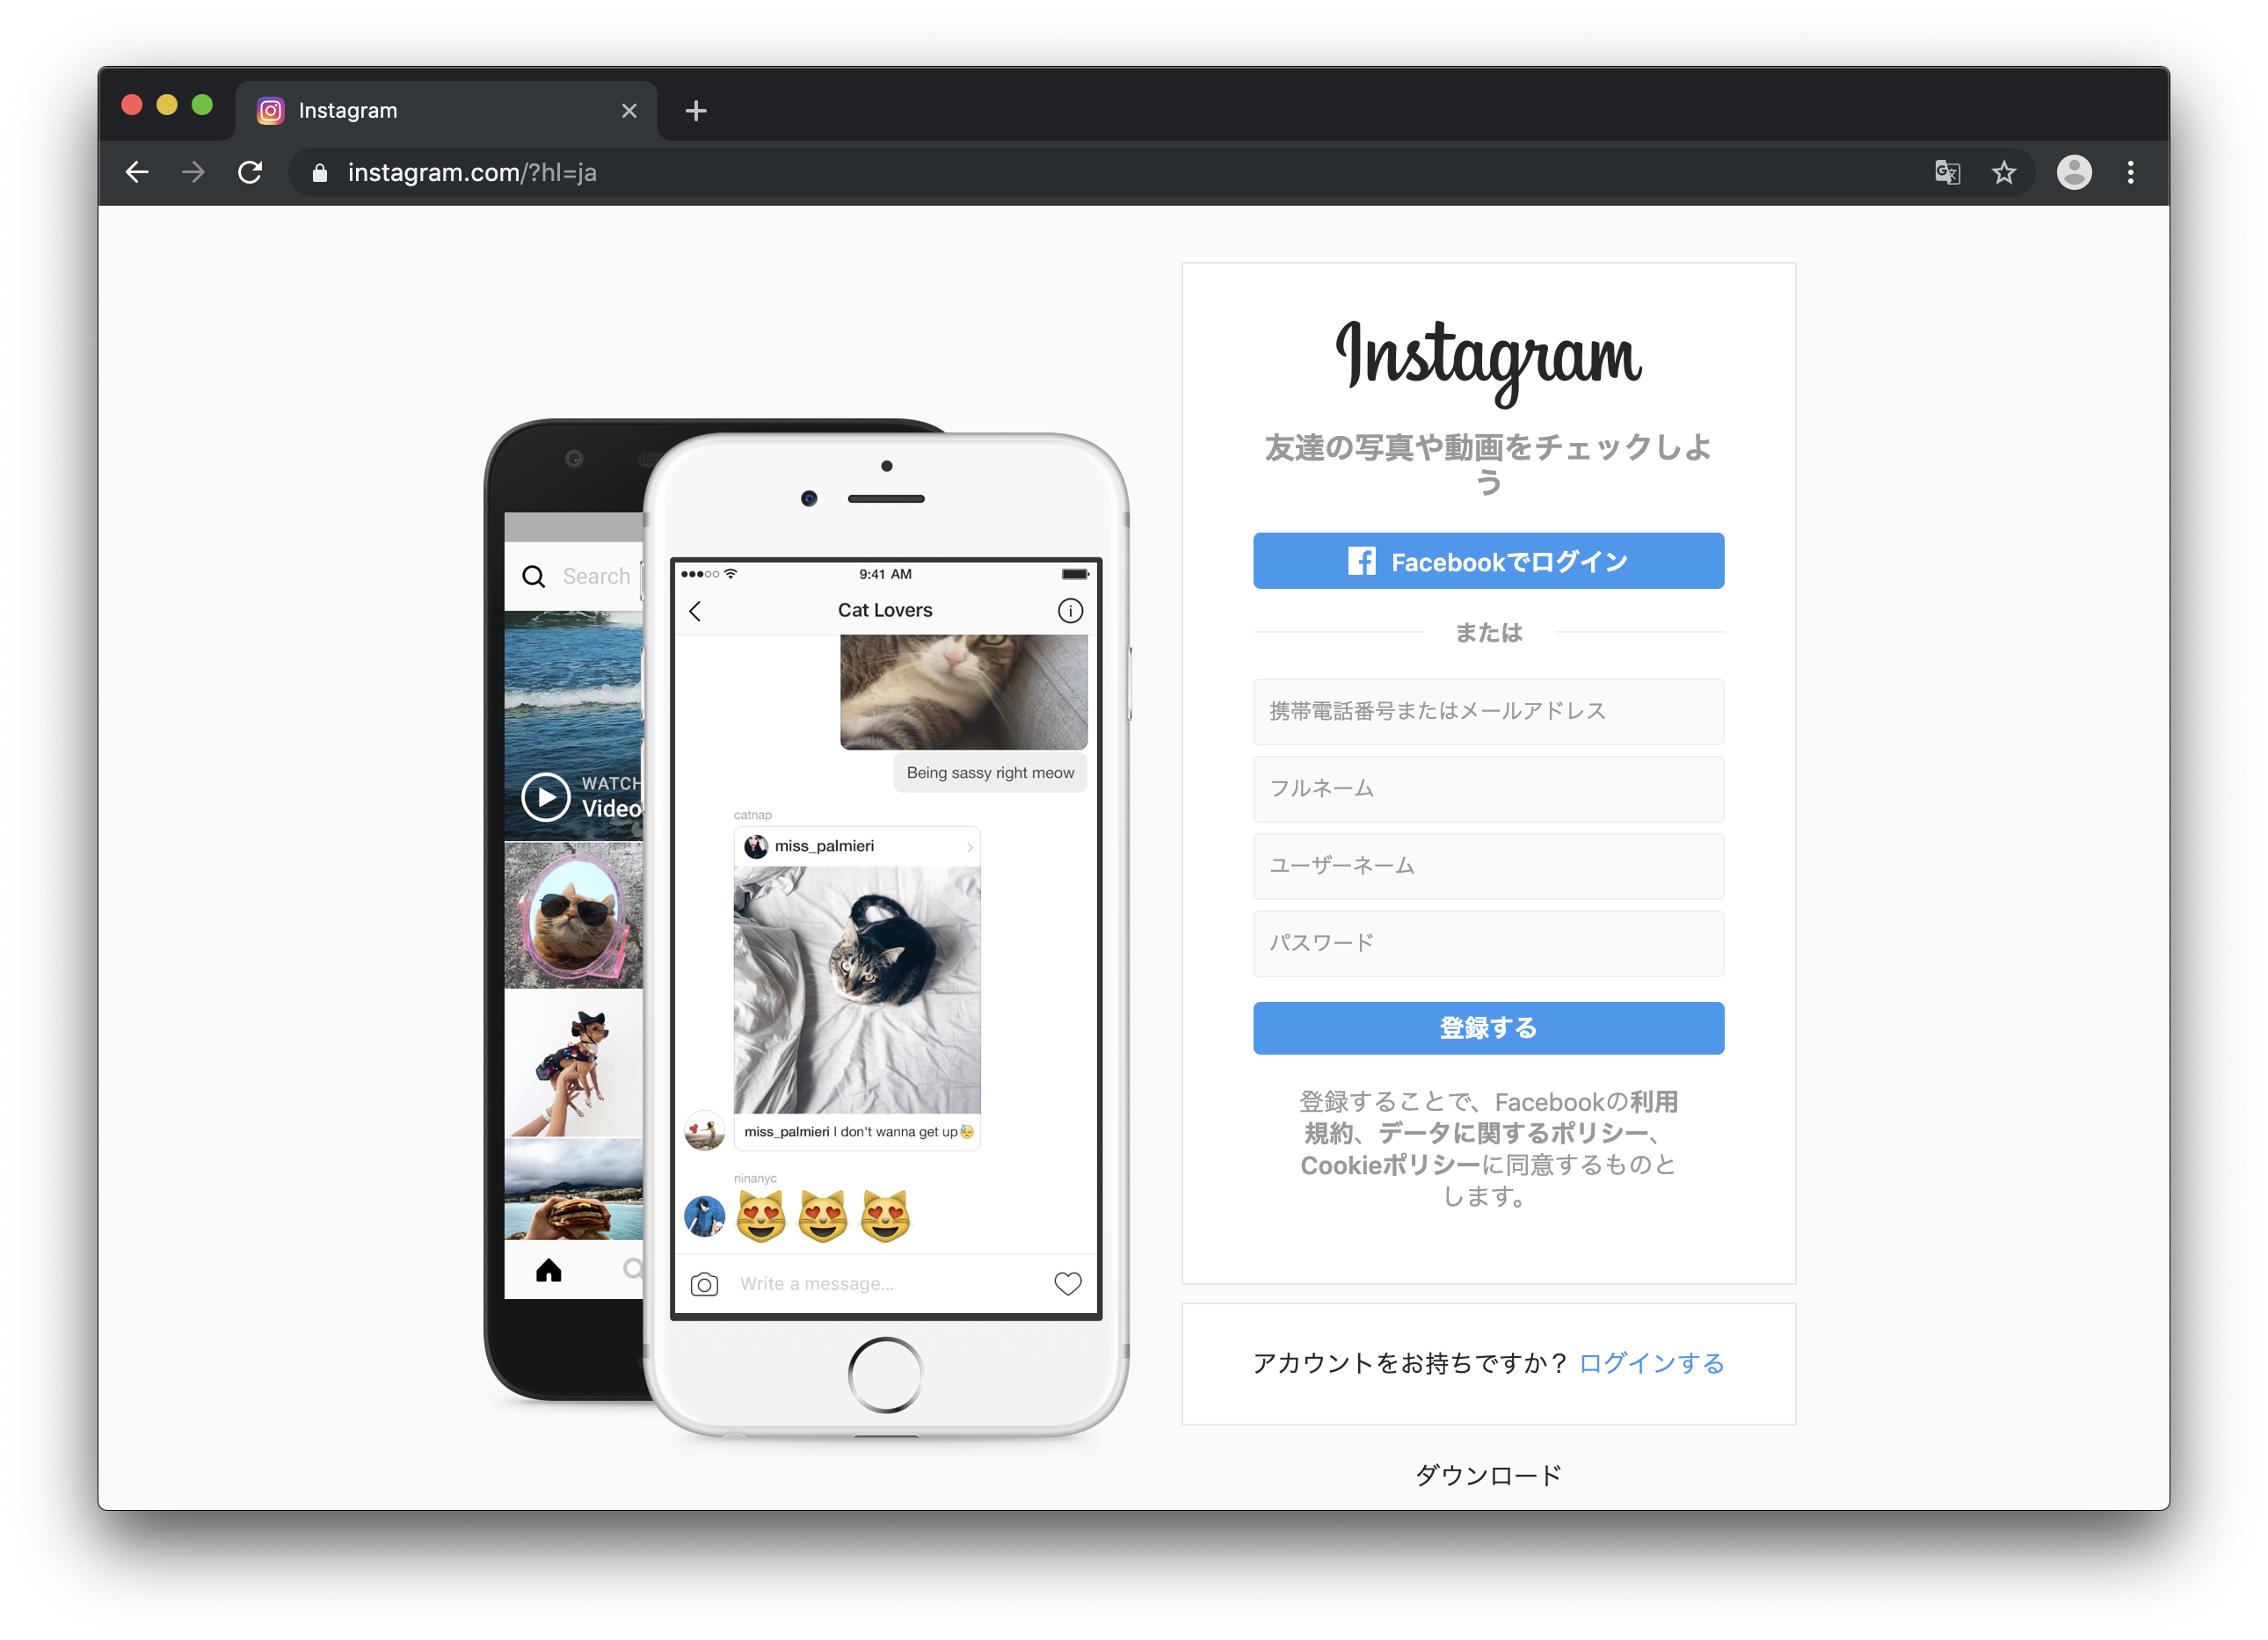 Instagram
instagram.com/?hl=ja
Search
WATCH
Video
9:41 AM
Cat Lovers
Being sassy right meow
catnap
miss_palmieri
miss_palmieri I don't wanna get up
ninanyc
Write a message...
Instagram
友達の写真や動画をチェックしよ
う
Facebookでログイン
または
携帯電話番号またはメールアドレス
フルネーム
ユーザーネーム
パスワード
登録する
登録することで、Facebookの利用
規約、データに関するポリシー、
Cookieポリシーに同意するものと
します。
アカウントをお持ちですか？ ログインする
ダウンロード